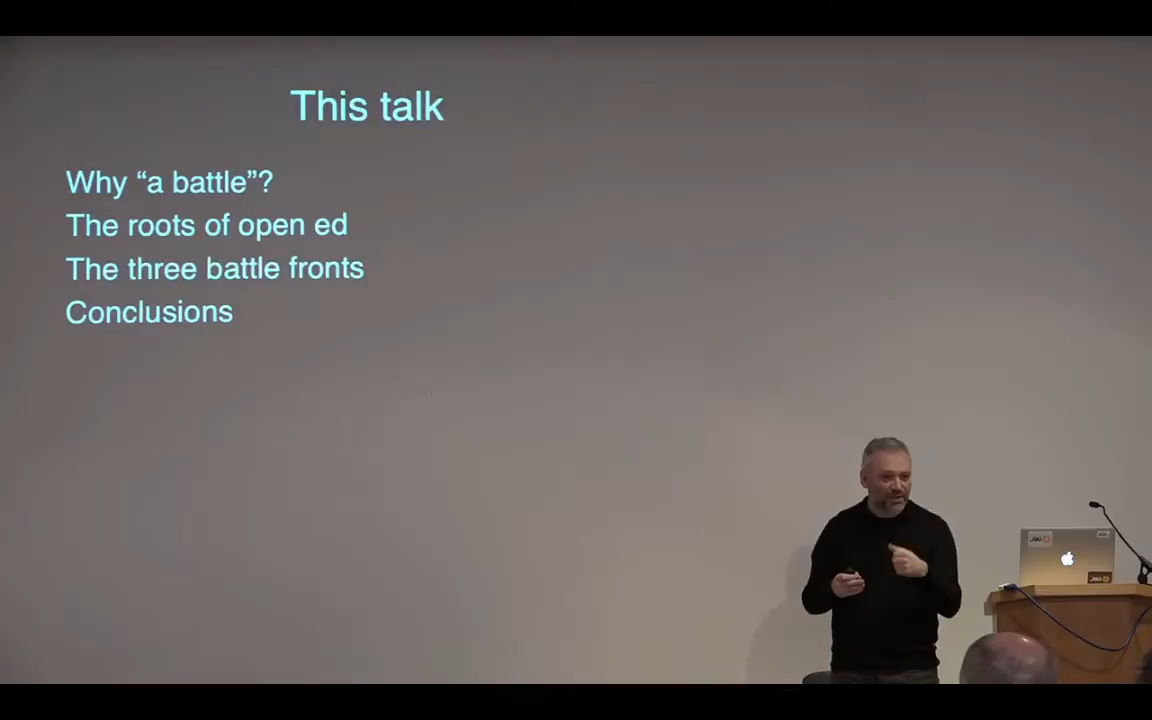 This talk
Why “a battle”?
The roots of open ed
The three battle fronts
Conclusions